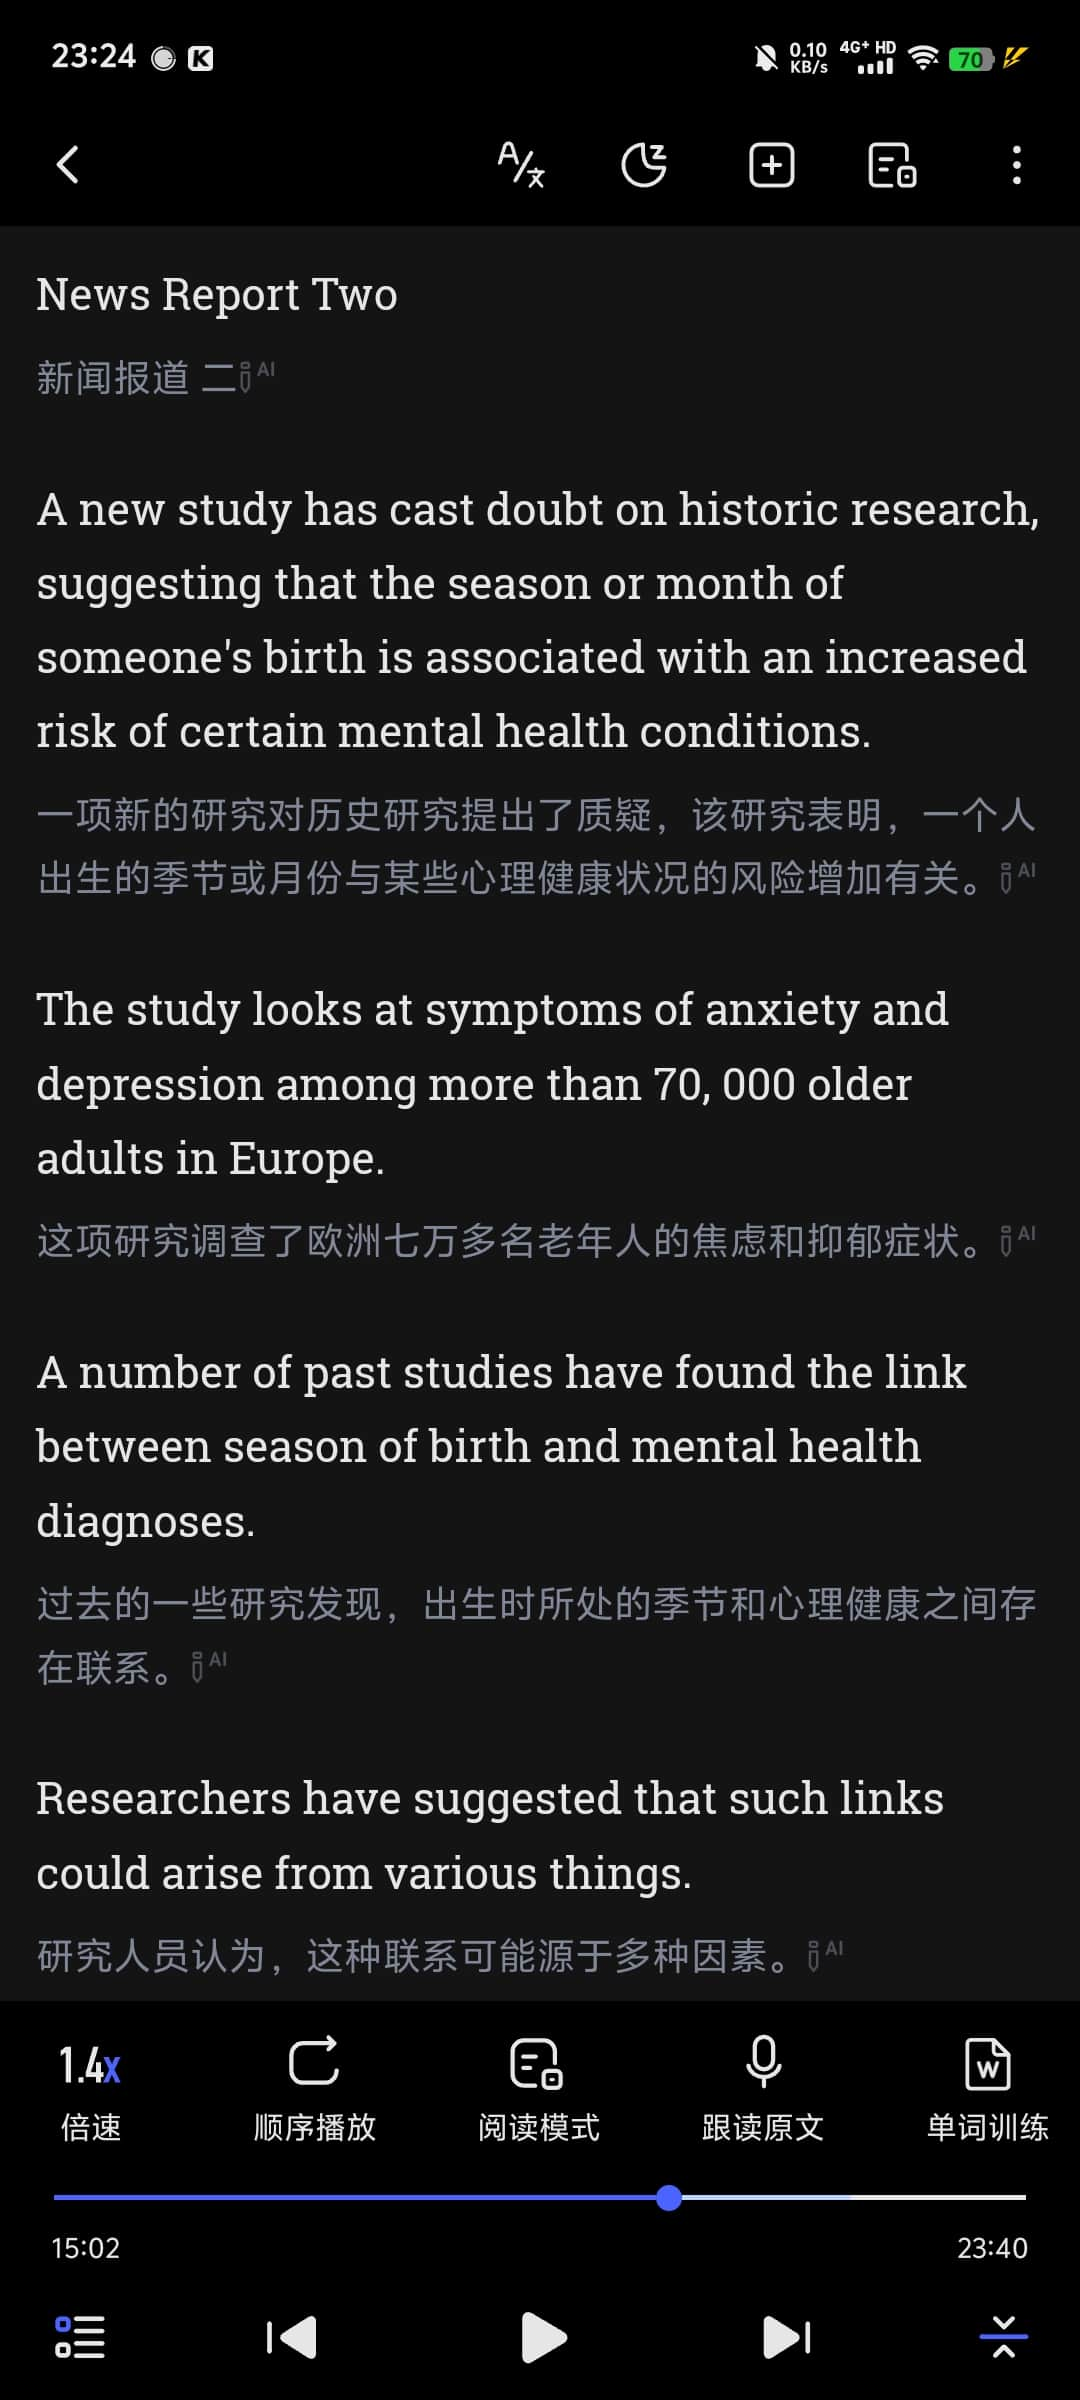 23:24 K 0.10 KB/s 4G+ HD 70
A/文
News Report Two
新闻报道 二 AI
A new study has cast doubt on historic research,
suggesting that the season or month of
someone's birth is associated with an increased
risk of certain mental health conditions.
一项新的研究对历史研究提出了质疑，该研究表明，一个人
出生的季节或月份与某些心理健康状况的风险增加有关。 AI
The study looks at symptoms of anxiety and
depression among more than 70, 000 older
adults in Europe.
这项研究调查了欧洲七万多名老年人的焦虑和抑郁症状。 AI
A number of past studies have found the link
between season of birth and mental health
diagnoses.
过去的一些研究发现，出生时所处的季节和心理健康之间存
在联系。 AI
Researchers have suggested that such links
could arise from various things.
研究人员认为，这种联系可能源于多种因素。 AI
1.4x W
倍速 顺序播放 阅读模式 跟读原文 单词训练
15:02 23:40